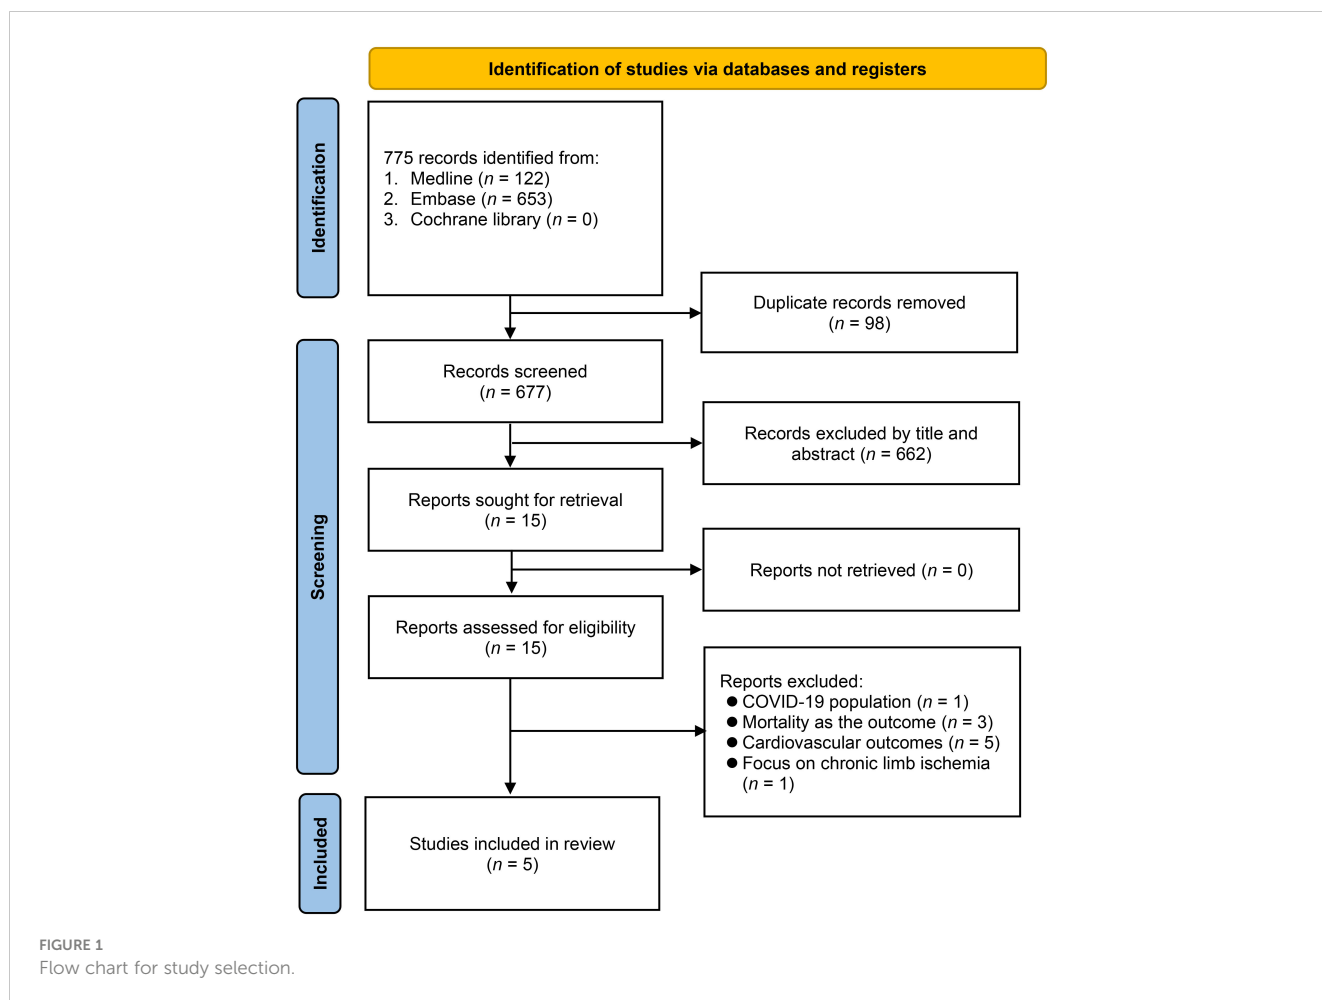 Identification of studies via databases and registers
Identification
775 records identified from:
1. Medline (n = 122)
2. Embase (n = 653)
3. Cochrane library (n = 0)
Duplicate records removed
(n = 98)
Screening
Records screened
(n = 677)
Records excluded by title and
abstract (n = 662)
Reports sought for retrieval
(n = 15)
Reports not retrieved (n = 0)
Reports assessed for eligibility
(n = 15)
Reports excluded:
● COVID-19 population (n = 1)
● Mortality as the outcome (n = 3)
● Cardiovascular outcomes (n = 5)
● Focus on chronic limb ischemia
(n = 1)
Included
Studies included in review
(n = 5)
FIGURE 1
Flow chart for study selection.